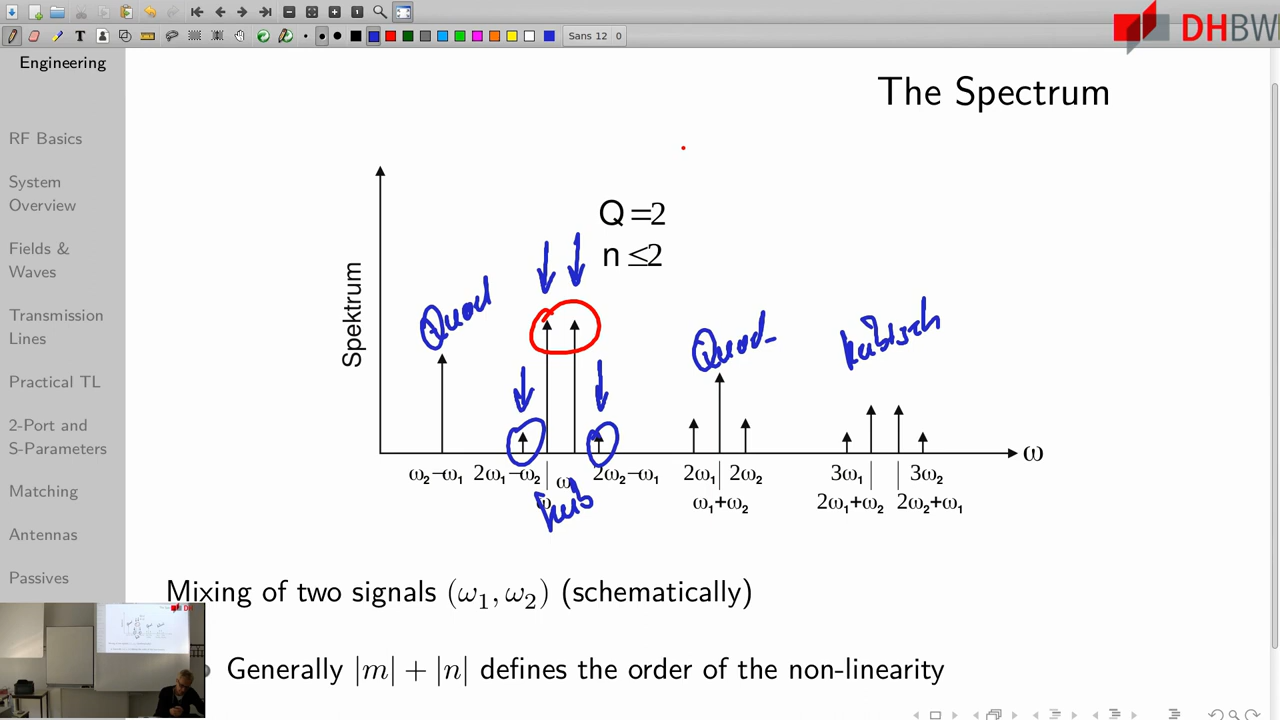 Sans 12 0
DHBW
Engineering
The Spectrum
RF Basics
System
Overview
Fields &
Waves
Transmission
Lines
Practical TL
2-Port and
S-Parameters
Matching
Antennas
Passives
Spektrum
Q =2
n ≤2
Quad
Quad.
kubisch
kub
ω
ω₂−ω₁ 2ω₁−ω₂ | ω 2ω₂−ω₁ 2ω₁ | 2ω₂ 3ω₁ | | 3ω₂
ω₁+ω₂ 2ω₁+ω₂ 2ω₂+ω₁
Mixing of two signals (ω₁, ω₂) (schematically)
Generally |m| + |n| defines the order of the non-linearity